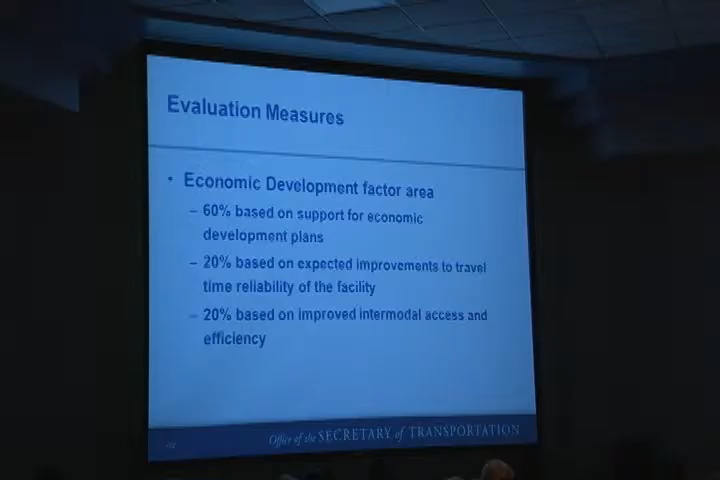 Evaluation Measures
• Economic Development factor area
– 60% based on support for economic
development plans
– 20% based on expected improvements to travel
time reliability of the facility
– 20% based on improved intermodal access and
efficiency
Office of the SECRETARY of TRANSPORTATION